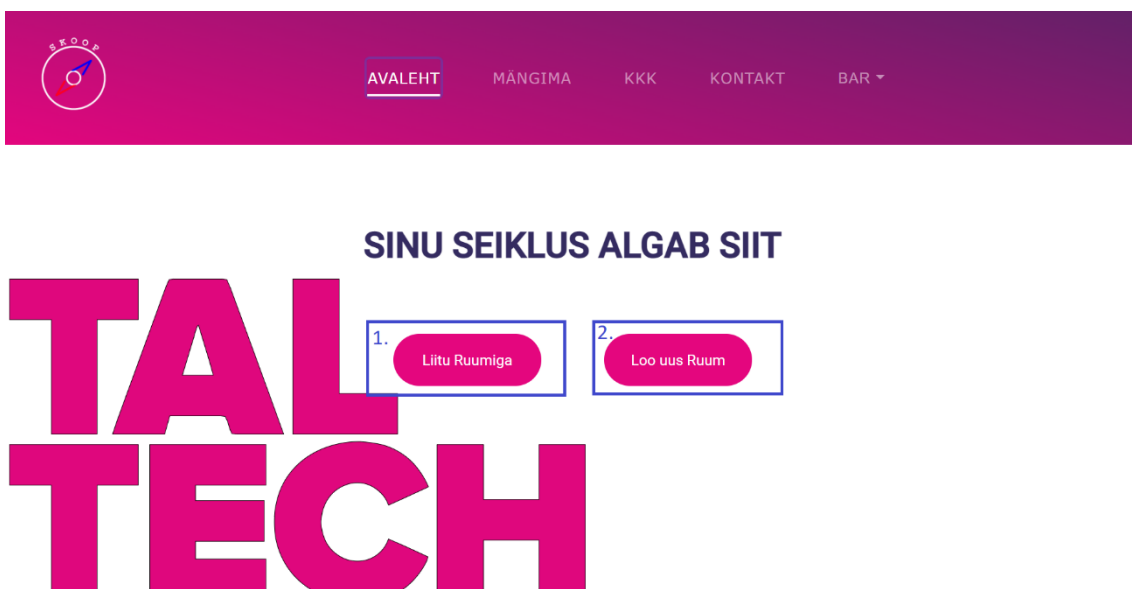 SKOOP
AVALEHT MÄNGIMA KKK KONTAKT BAR
SINU SEIKLUS ALGAB SIIT
1. Liitu Ruumiga 2. Loo uus Ruum
TAL
TECH